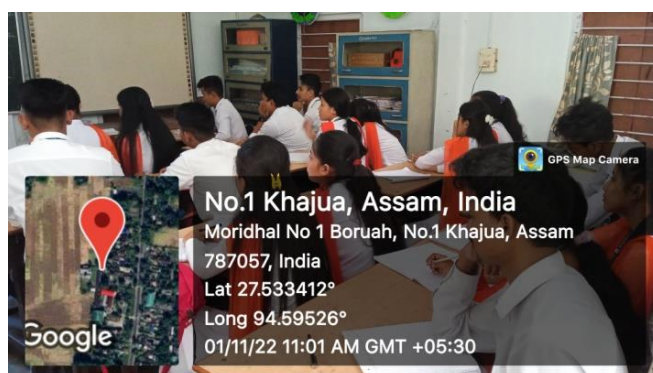 GPS Map Camera
No.1 Khajua, Assam, India
Moridhal No 1 Boruah, No.1 Khajua, Assam
787057, India
Lat 27.533412°
Long 94.59526°
01/11/22 11:01 AM GMT +05:30
Google